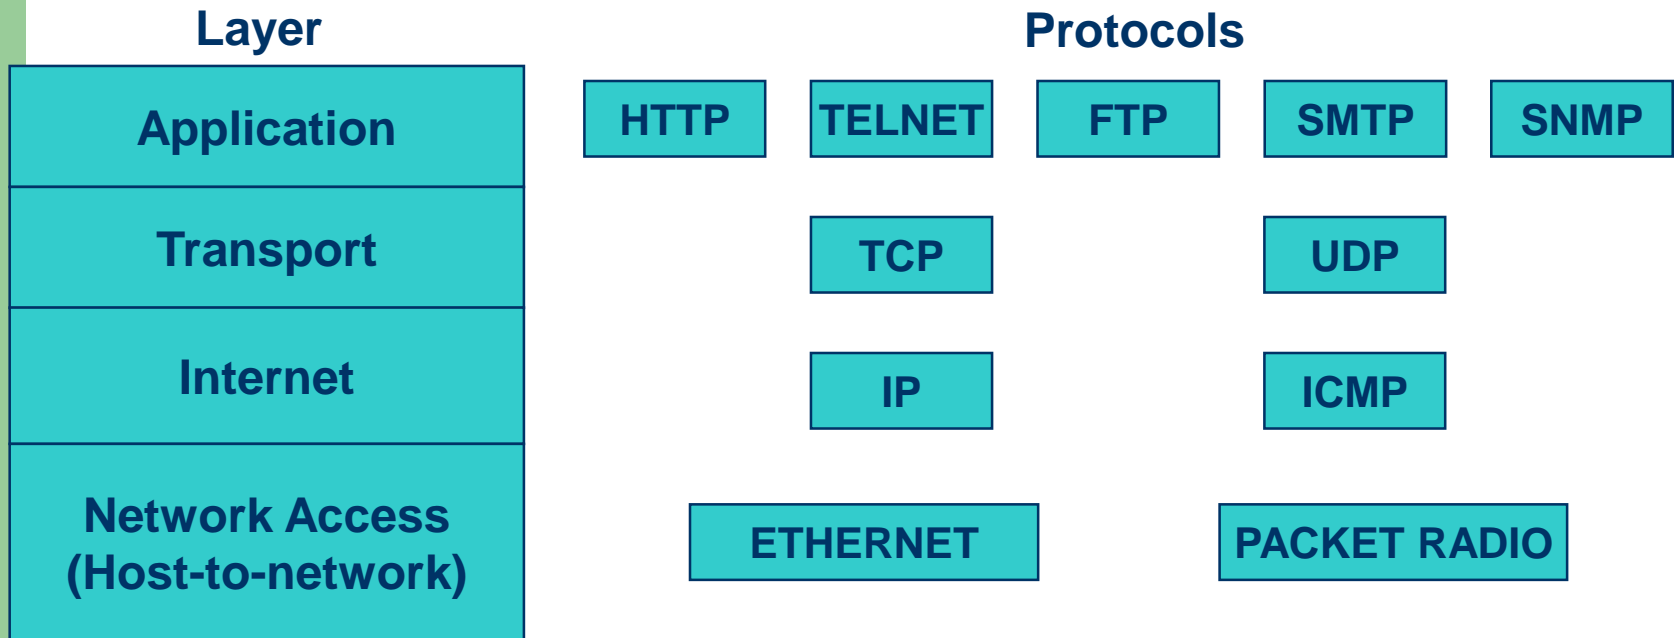 Layer Protocols
Application HTTP TELNET FTP SMTP SNMP
Transport TCP UDP
Internet IP ICMP
Network Access
(Host-to-network) ETHERNET PACKET RADIO